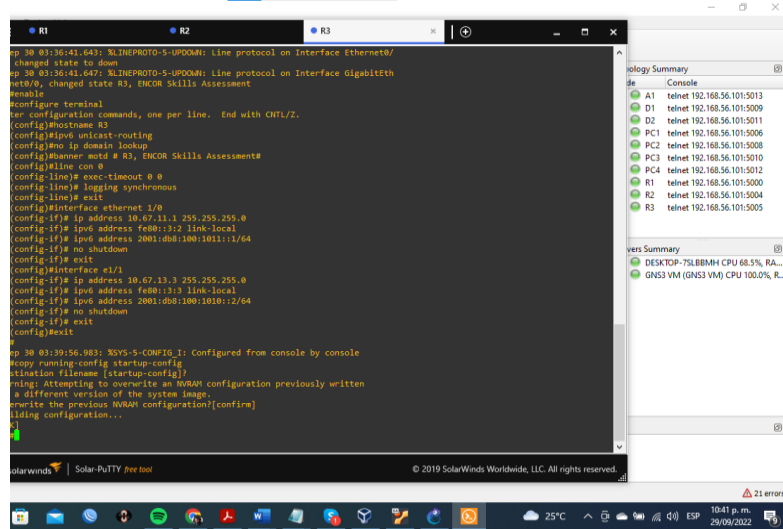 R1
R2
R3
ep 30 03:36:41.643: %LINEPROTO-5-UPDOWN: Line protocol on Interface Ethernet0/
changed state to down
ep 30 03:36:41.647: %LINEPROTO-5-UPDOWN: Line protocol on Interface GigabitEth
net0/0, changed state R3, ENCOR Skills Assessment
#enable
#configure terminal
ter configuration commands, one per line.  End with CNTL/Z.
(config)#hostname R3
(config)#ipv6 unicast-routing
(config)#no ip domain lookup
(config)#banner motd # R3, ENCOR Skills Assessment#
(config)#line con 0
(config-line)# exec-timeout 0 0
(config-line)# logging synchronous
(config-line)# exit
(config)#interface ethernet 1/0
(config-if)# ip address 10.67.11.1 255.255.255.0
(config-if)# ipv6 address fe80::3:2 link-local
(config-if)# ipv6 address 2001:db8:100:1011::1/64
(config-if)# no shutdown
(config-if)# exit
(config)#interface e1/1
(config-if)# ip address 10.67.13.3 255.255.255.0
(config-if)# ipv6 address fe80::3:3 link-local
(config-if)# ipv6 address 2001:db8:100:1010::2/64
(config-if)# no shutdown
(config-if)# exit
(config)#exit
#
ep 30 03:39:56.983: %SYS-5-CONFIG_I: Configured from console by console
#copy running-config startup-config
stination filename [startup-config]?
rning: Attempting to overwrite an NVRAM configuration previously written
a different version of the system image.
erwrite the previous NVRAM configuration?[confirm]
ilding configuration...
K]
#
solarwinds | Solar-PuTTY free tool
© 2019 SolarWinds Worldwide, LLC. All rights reserved.
ology Summary
de Console
A1 telnet 192.168.56.101:5013
D1 telnet 192.168.56.101:5009
D2 telnet 192.168.56.101:5011
PC1 telnet 192.168.56.101:5006
PC2 telnet 192.168.56.101:5008
PC3 telnet 192.168.56.101:5010
PC4 telnet 192.168.56.101:5012
R1 telnet 192.168.56.101:5000
R2 telnet 192.168.56.101:5004
R3 telnet 192.168.56.101:5005
vers Summary
DESKTOP-7SLBBMH CPU 68.5%, RA...
GNS3 VM (GNS3 VM) CPU 100.0%, R...
21 error
25°C
ESP
10:41 p. m.
29/09/2022